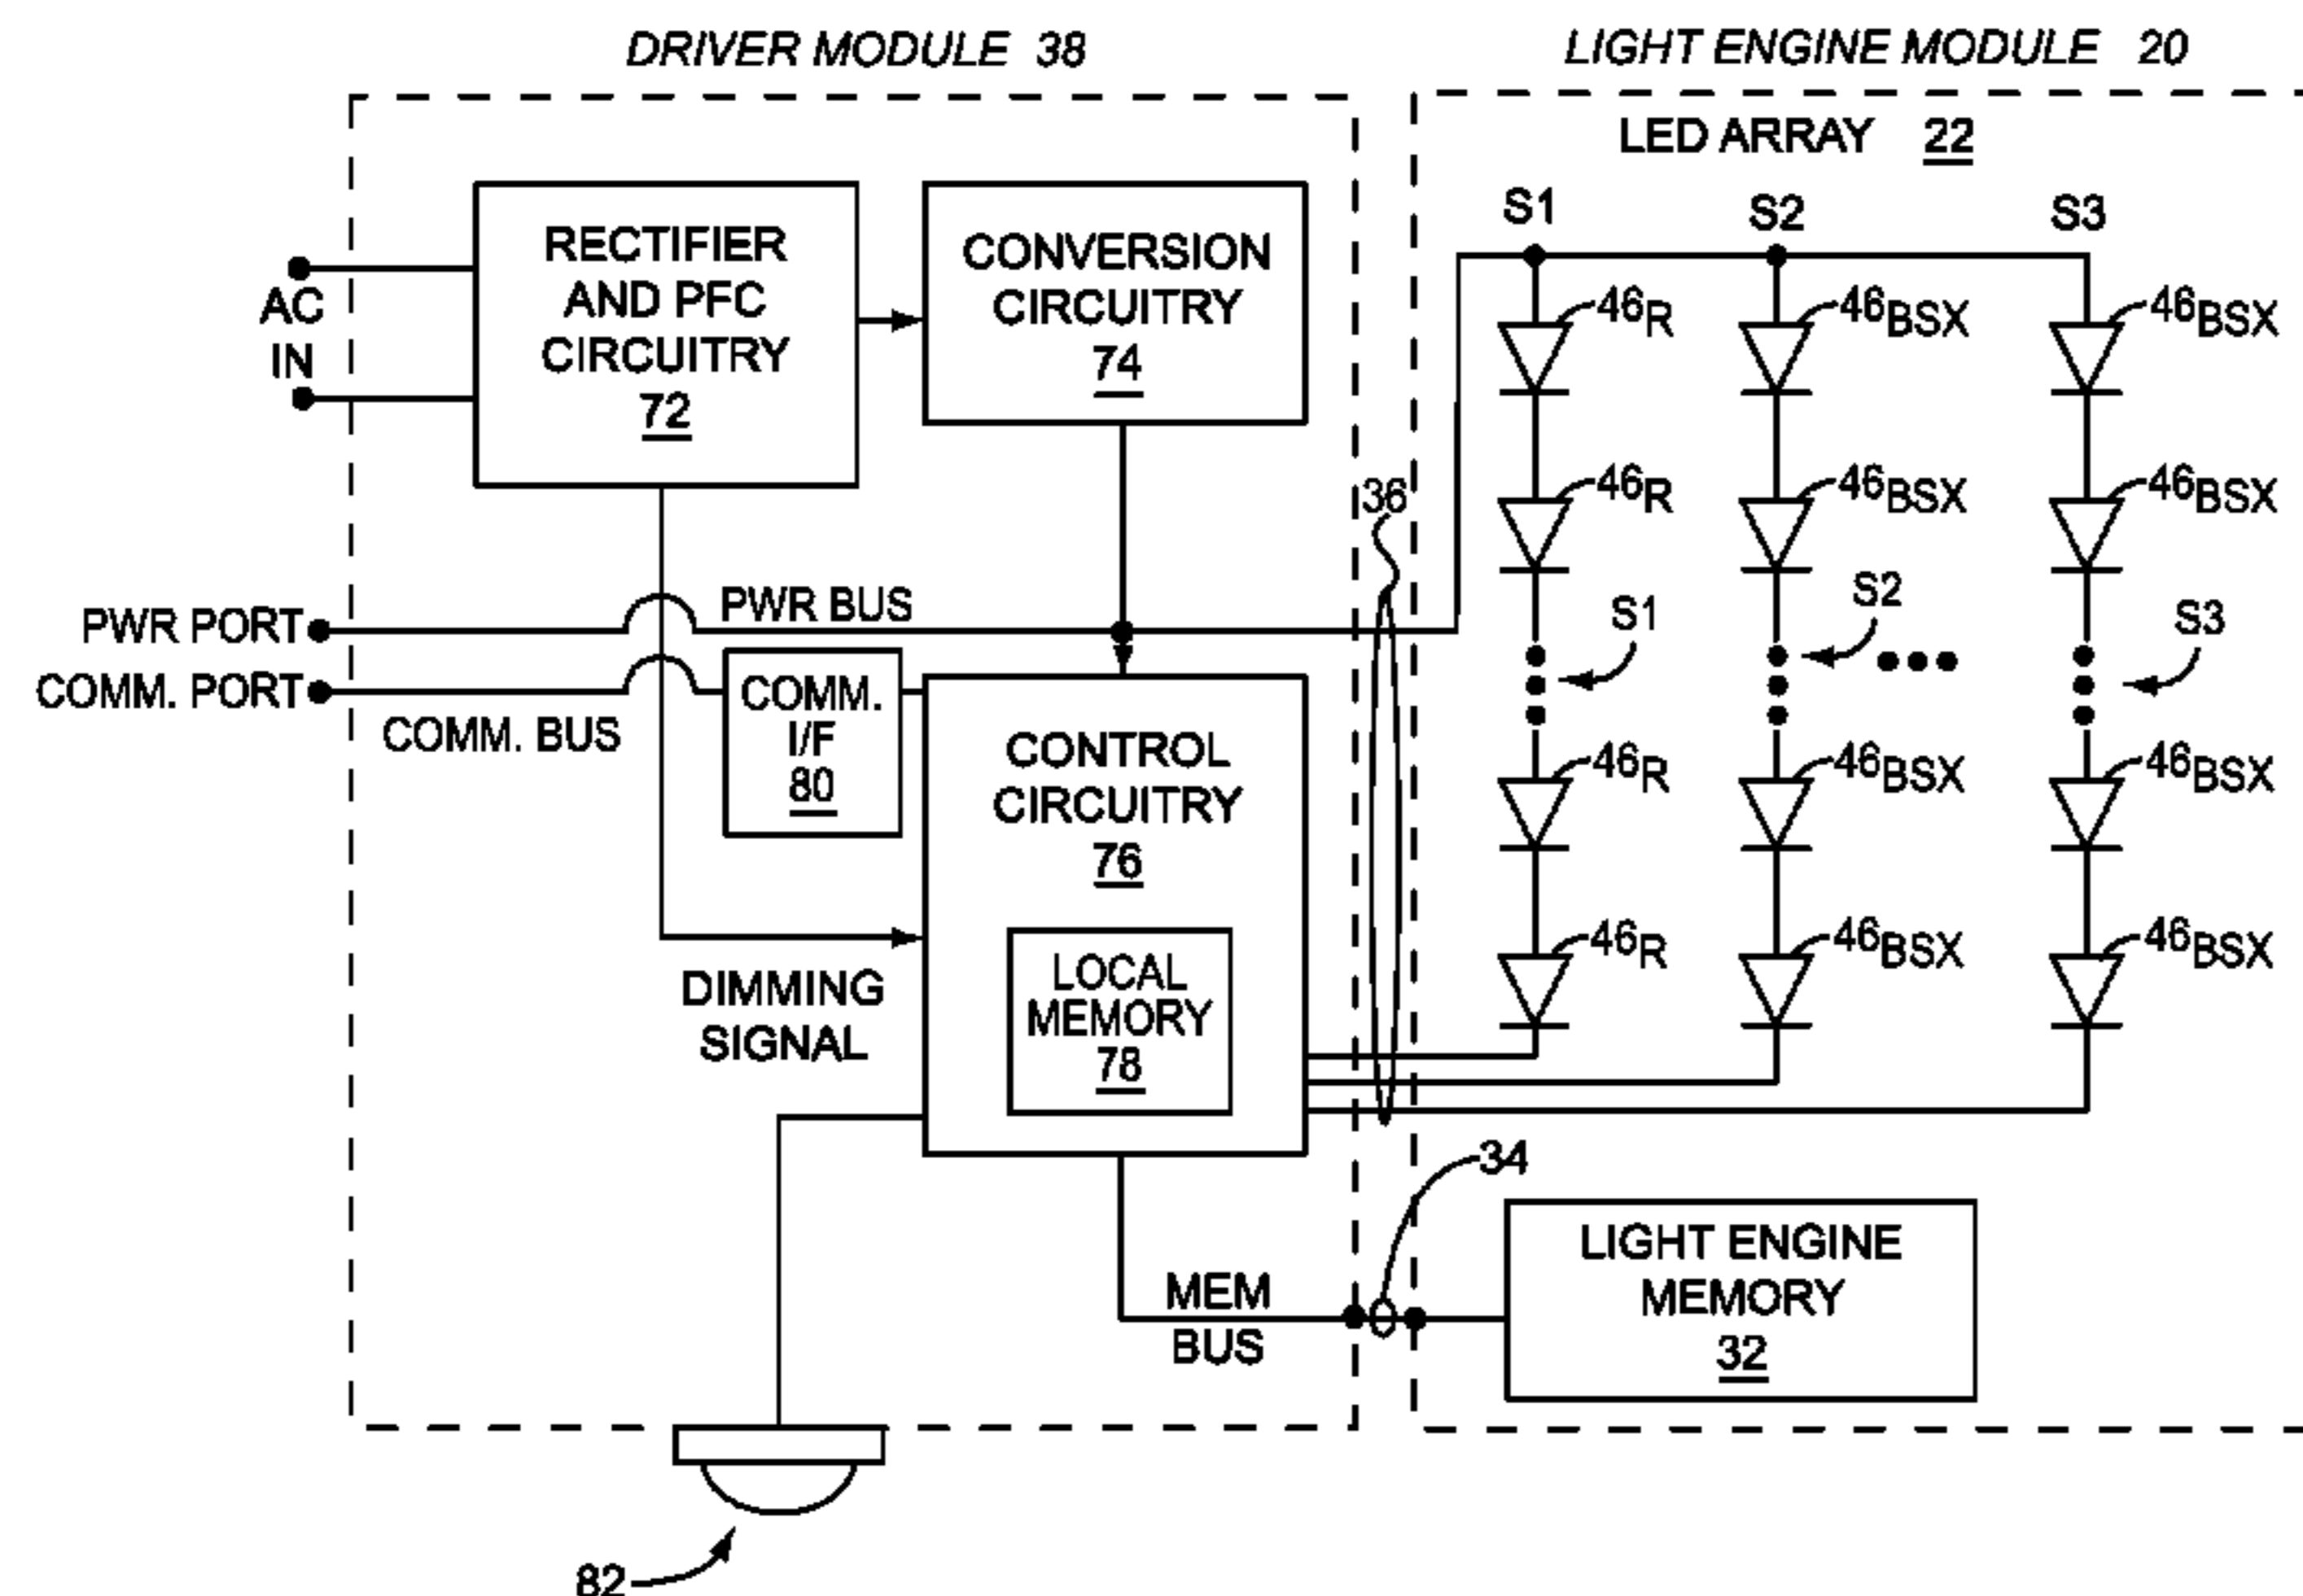 DRIVER MODULE 38
LIGHT ENGINE MODULE 20
LED ARRAY 22
S1
S2
S3
RECTIFIER
AND PFC
CIRCUITRY
72
CONVERSION
CIRCUITRY
74
AC
IN
46R
46BSX
46BSX
46R
46BSX
46BSX
36
PWR PORT
PWR BUS
COMM. PORT
COMM. BUS
COMM.
I/F
80
S1
S2
S3
CONTROL
CIRCUITRY
76
46R
46BSX
46BSX
46R
46BSX
46BSX
DIMMING
SIGNAL
LOCAL
MEMORY
78
34
MEM
BUS
LIGHT ENGINE
MEMORY
32
82